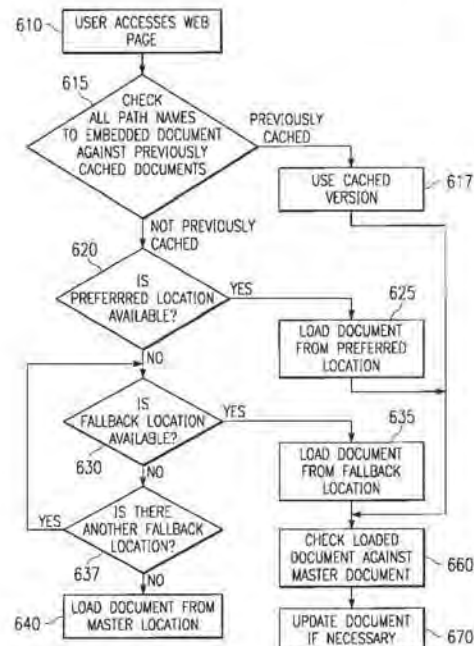 610
USER ACCESSES WEB
PAGE
615
CHECK
ALL PATH NAMES
TO EMBEDDED DOCUMENT
AGAINST PREVIOUSLY
CACHED DOCUMENTS
PREVIOUSLY
CACHED
USE CACHED
VERSION
617
NOT PREVIOUSLY
CACHED
620
IS
PREFERRRED LOCATION
AVAILABLE?
YES
625
LOAD DOCUMENT
FROM PREFERRED
LOCATION
NO
IS
FALLBACK LOCATION
AVAILABLE?
630
YES
635
LOAD DOCUMENT
FROM FALLBACK
LOCATION
NO
YES
IS THERE
ANOTHER FALLBACK
LOCATION?
637
CHECK LOADED
DOCUMENT AGAINST
MASTER DOCUMENT
660
NO
640
LOAD DOCUMENT FROM
MASTER LOCATION
UPDATE DOCUMENT
IF NECESSARY
670